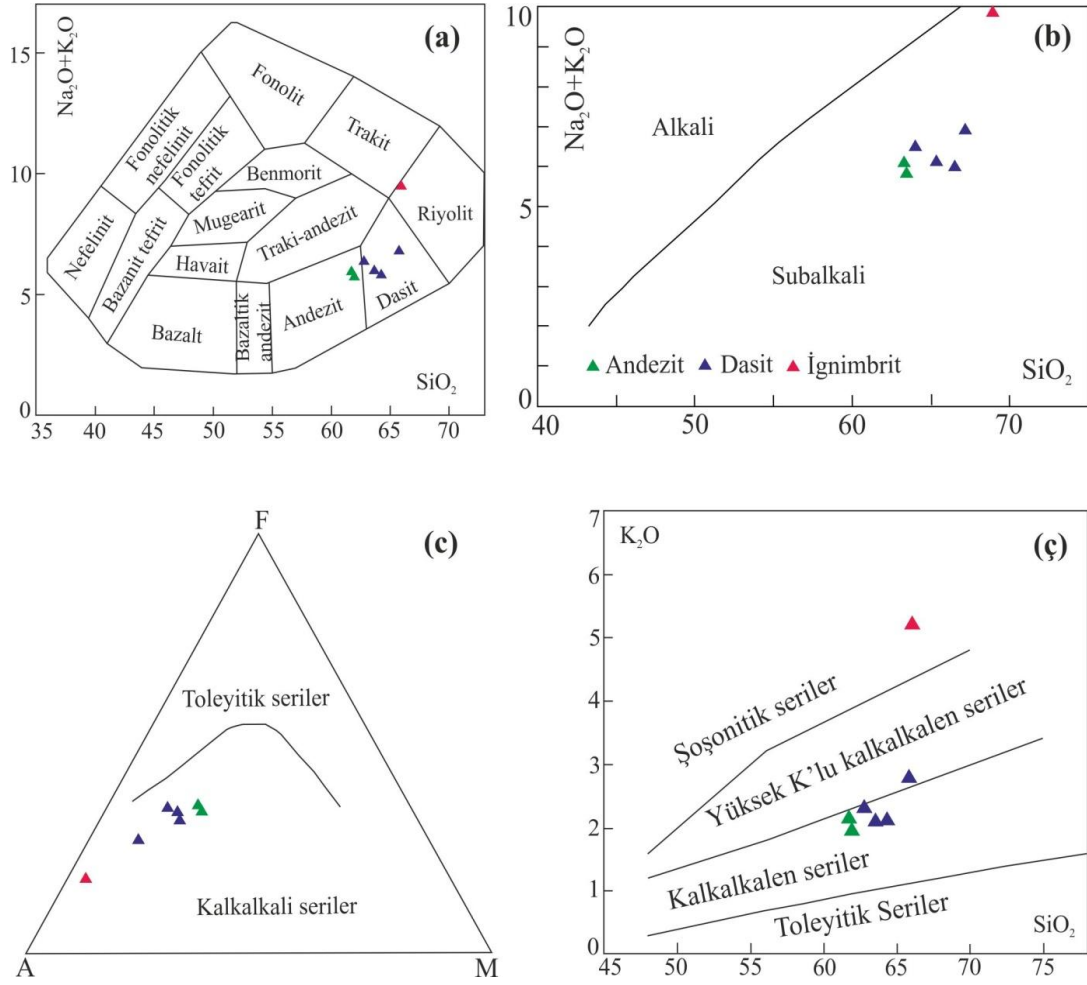 (a)
Na₂O+K₂O
15
10
5
0
Fonolit
Trakit
Fonolitik
nefelinit
Fonolitik
tefrit
Benmorit
Nefelinit
Bazanit tefrit
Mugearit
Traki-andezit
Riyolit
Havait
Bazalt
Bazaltik
andezit
Andezit
Dasit
SiO₂
36 40 45 50 55 60 65 70
(b)
Na₂O+K₂O
10
5
0
Alkali
Subalkali
Andezit Dasit İgnimbrit
SiO₂
40 50 60 70
(c)
F
Toleyitik seriler
Kalkalkali seriler
A M
(ç)
K₂O
7
6
5
4
3
2
1
0
Şoşonitik seriler
Yüksek K’lu kalkalkalen seriler
Kalkalkalen seriler
Toleyitik Seriler
SiO₂
45 50 55 60 65 70 75